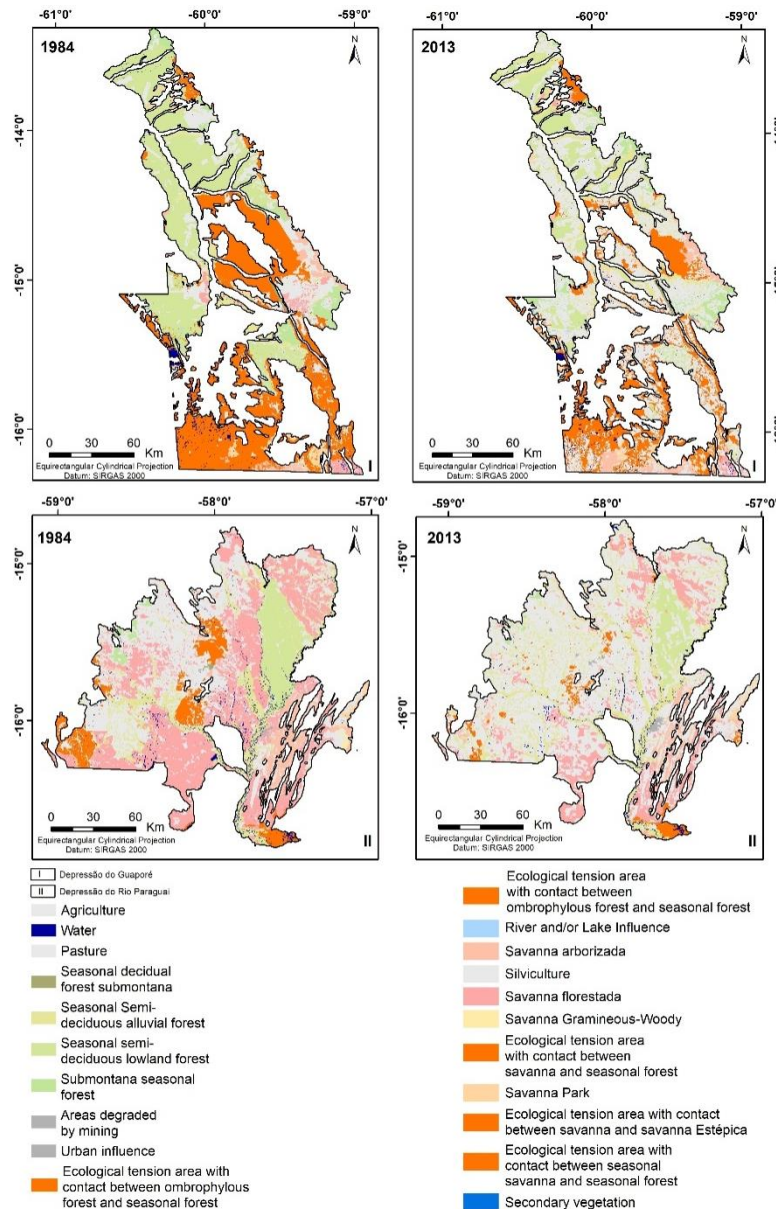 -61°0' -60°0' -59°0'
1984
N
-14°0'
-15°0'
-16°0'
0 30 60
Km
Equirectangular Cylindrical Projection
Datum: SIRGAS 2000
I
-61°0' -60°0' -59°0'
2013
N
-14°0'
-15°0'
-16°0'
0 30 60
Km
Equirectangular Cylindrical Projection
Datum: SIRGAS 2000
I
-59°0' -58°0' -57°0'
1984
N
-15°0'
-16°0'
0 30 60
Km
Equirectangular Cylindrical Projection
Datum: SIRGAS 2000
II
-59°0' -58°0' -57°0'
2013
N
-15°0'
-16°0'
0 30 60
Km
Equirectangular Cylindrical Projection
Datum: SIRGAS 2000
II
I Depressão do Guaporé
II Depressão do Rio Paraguai
Agriculture
Water
Pasture
Seasonal decidual
forest submontana
Seasonal Semi-
deciduous alluvial forest
Seasonal semi-
deciduous lowland forest
Submontana seasonal
forest
Areas degraded
by mining
Urban influence
Ecological tension area with
contact between ombrophylous
forest and seasonal forest
Ecological tension area
with contact between
ombrophylous forest and seasonal forest
River and/or Lake Influence
Savanna arborizada
Silviculture
Savanna florestada
Savanna Gramineous-Woody
Ecological tension area
with contact between
savanna and seasonal forest
Savanna Park
Ecological tension area with contact
between savanna and savanna Estépica
Ecological tension area with
contact between seasonal
savanna and seasonal forest
Secondary vegetation